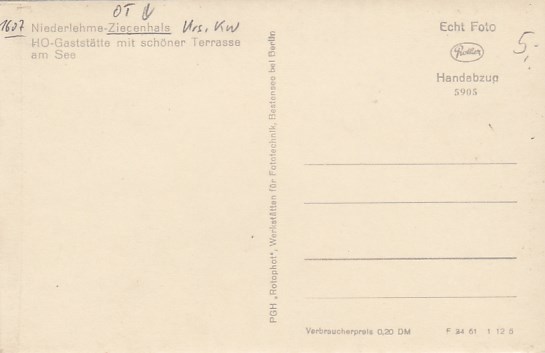 OT
1607 Niederlehme-Ziegenhals Krs. KW
HO-Gaststätte mit schöner Terrasse
am See
PGH „Rotophot", Werkstätten für Fototechnik, Bestensee bei Berlin
Echt Foto
5,-
Handabzug
5905
Verbraucherpreis 0,20 DM F 34 61 1 12 5